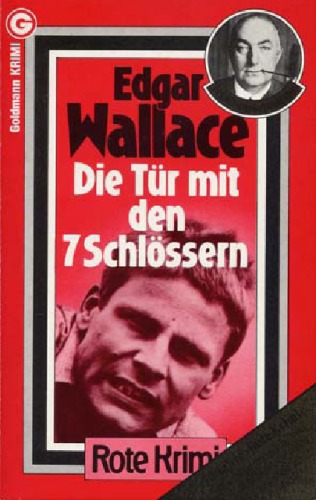 G
Goldmann KRIMI
Edgar
Wallace
Die Tür mit
den
7 Schlössern
Rote Krimi